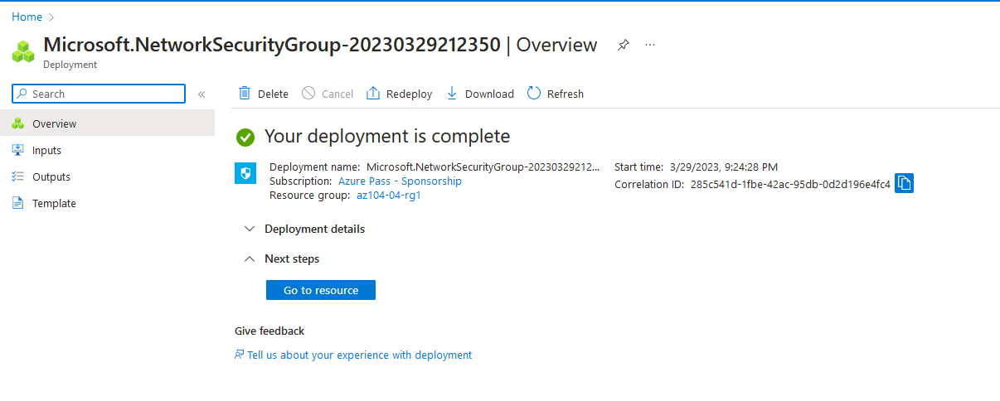 Home
Microsoft.NetworkSecurityGroup-20230329212350 | Overview
Deployment
Search
Delete
Cancel
Redeploy
Download
Refresh
Overview
Inputs
Outputs
Template
Your deployment is complete
Deployment name: Microsoft.NetworkSecurityGroup-20230329212...
Subscription: Azure Pass - Sponsorship
Resource group: az104-04-rg1
Start time: 3/29/2023, 9:24:28 PM
Correlation ID: 285c541d-1fbe-42ac-95db-0d2d196e4fc4
Deployment details
Next steps
Go to resource
Give feedback
Tell us about your experience with deployment